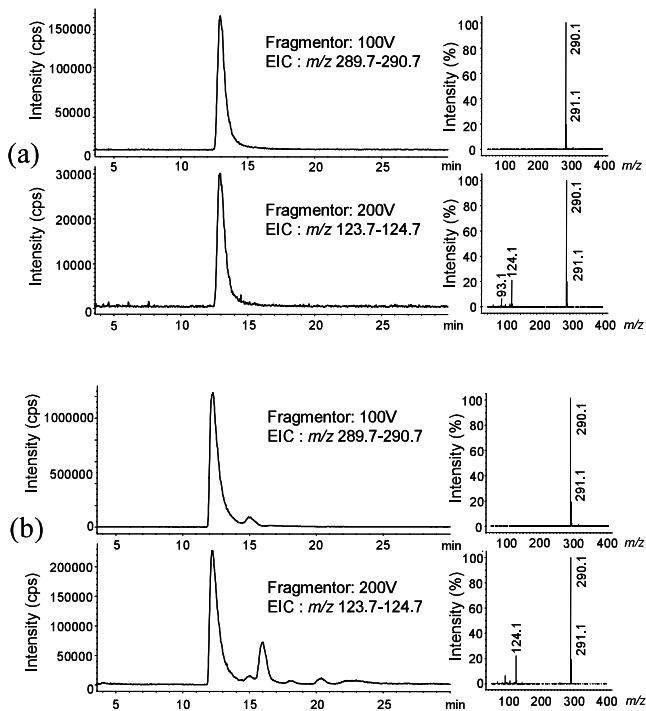 (a)
Intensity (cps)
150000
100000
50000
0
Fragmentor: 100V
EIC : m/z 289.7-290.7
5 10 15 20 25 min
Intensity (%)
100
80
60
40
20
0
290.1
291.1
100 200 300 400 m/z
Intensity (cps)
30000
20000
10000
0
Fragmentor: 200V
EIC : m/z 123.7-124.7
5 10 15 20 25 min
Intensity (%)
100
80
60
40
20
0
93.1
124.1
290.1
291.1
100 200 300 400 m/z
(b)
Intensity (cps)
1000000
500000
0
Fragmentor: 100V
EIC : m/z 289.7-290.7
5 10 15 20 25 min
Intensity (%)
100
80
60
40
20
0
290.1
291.1
100 200 300 400 m/z
Intensity (cps)
200000
150000
100000
50000
0
Fragmentor: 200V
EIC : m/z 123.7-124.7
5 10 15 20 25 min
Intensity (%)
100
80
60
40
20
0
124.1
290.1
291.1
100 200 300 400 m/z